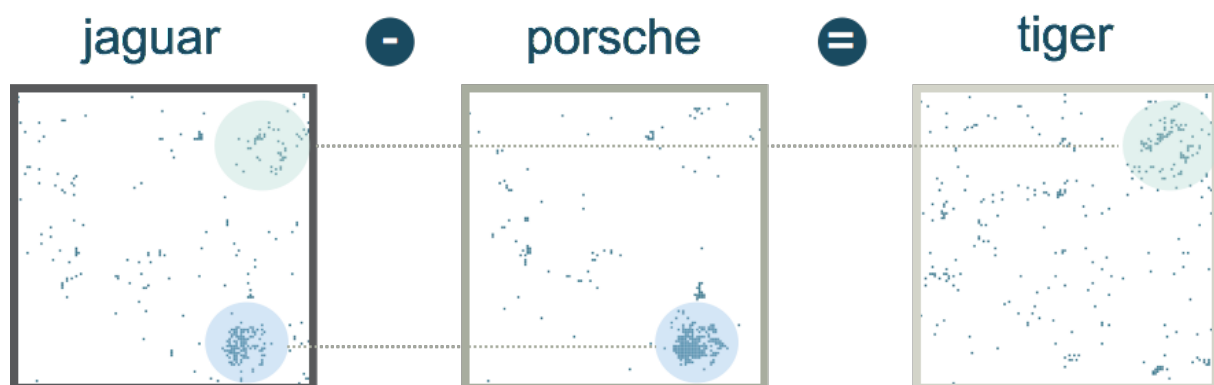 jaguar - porsche = tiger